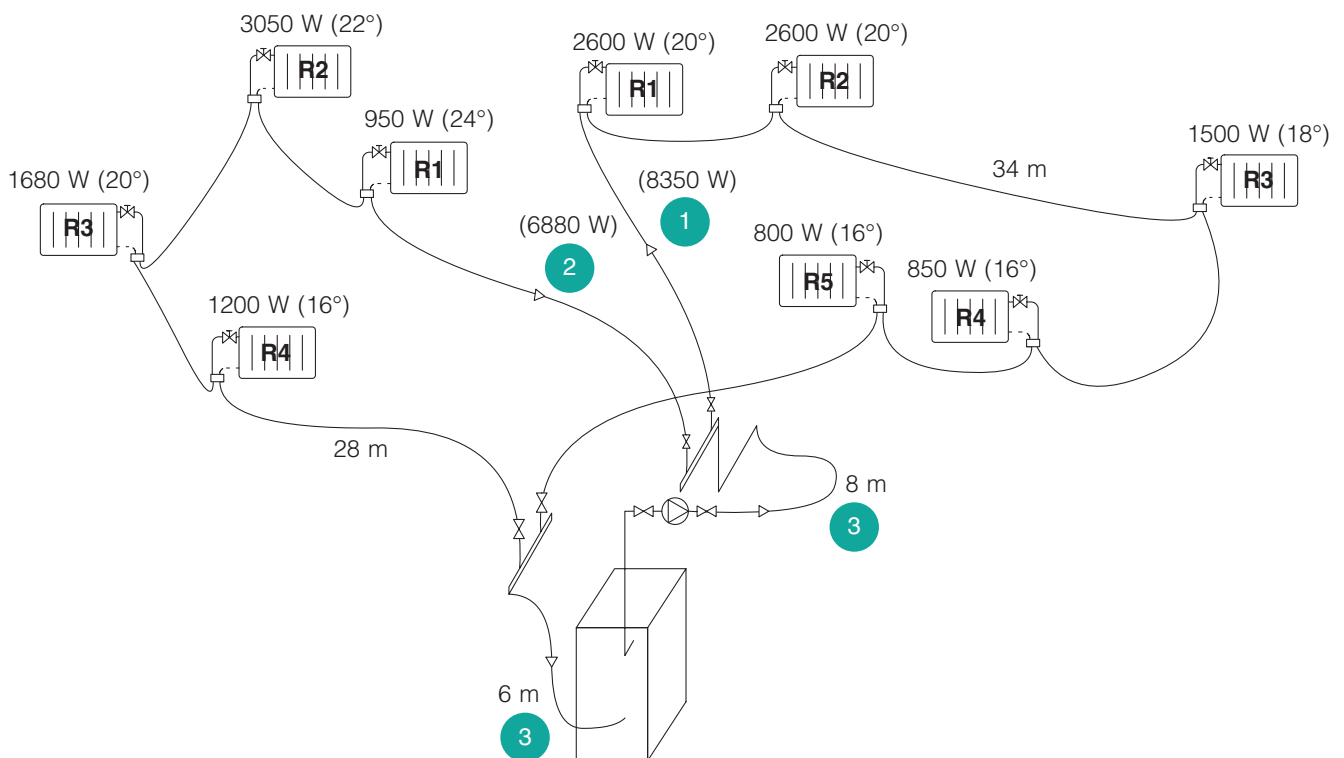 3050 W (22°)
R2
950 W (24°)
R1
1680 W (20°)
R3
1200 W (16°)
R4
28 m
(6880 W)
2
2600 W (20°)
R1
2600 W (20°)
R2
34 m
1500 W (18°)
R3
(8350 W)
1
800 W (16°)
R5
850 W (16°)
R4
8 m
3
6 m
3